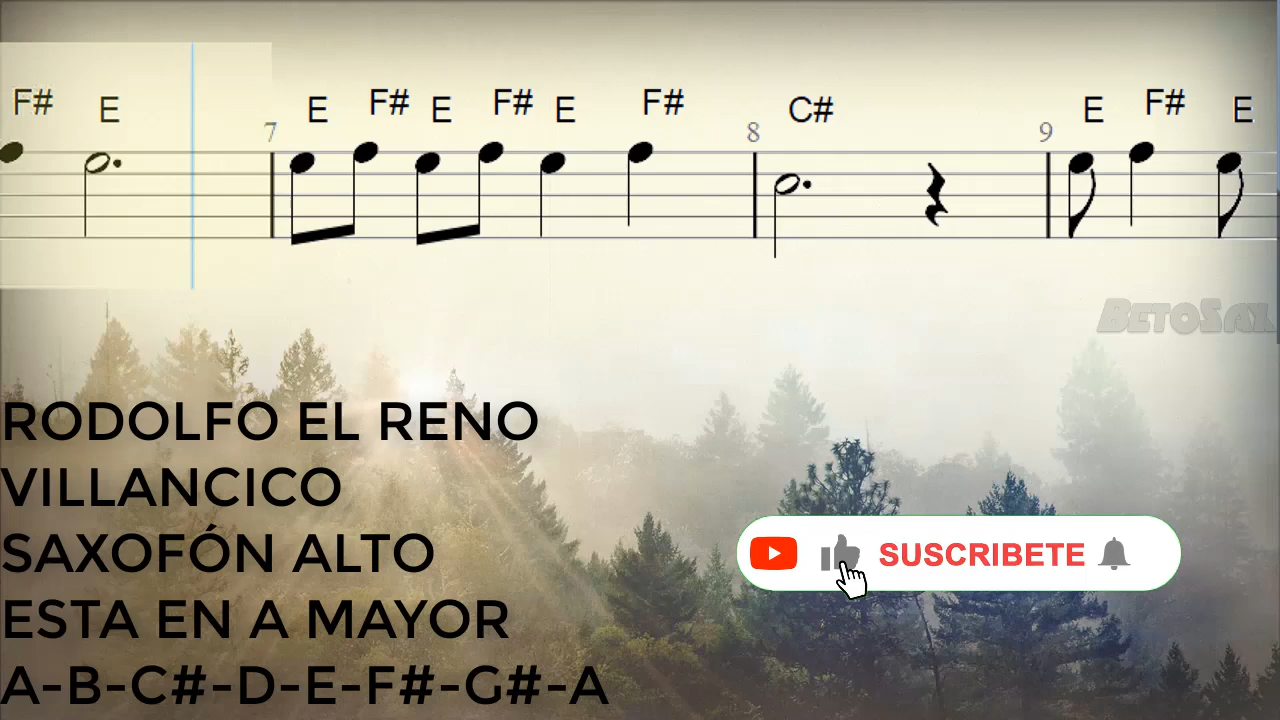 F# E E F# E F# E F# C# E F# E
7 8 9
BetoSax
RODOLFO EL RENO
VILLANCICO
SAXOFÓN ALTO
SUSCRIBETE
ESTA EN A MAYOR
A-B-C#-D-E-F#-G#-A